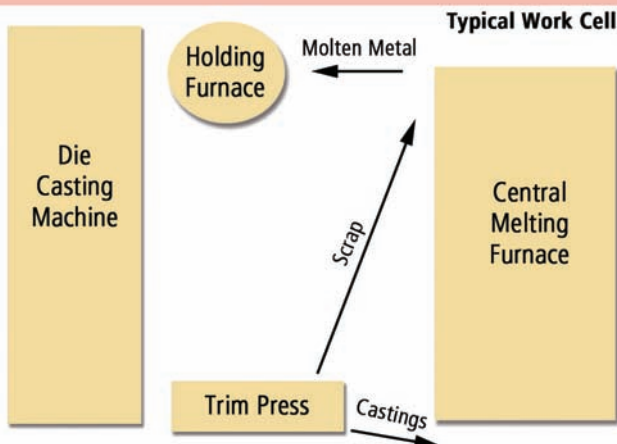 Typical Work Cell
Molten Metal
Holding
Furnace
Die
Casting
Machine
Central
Melting
Furnace
Scrap
Trim Press
Castings